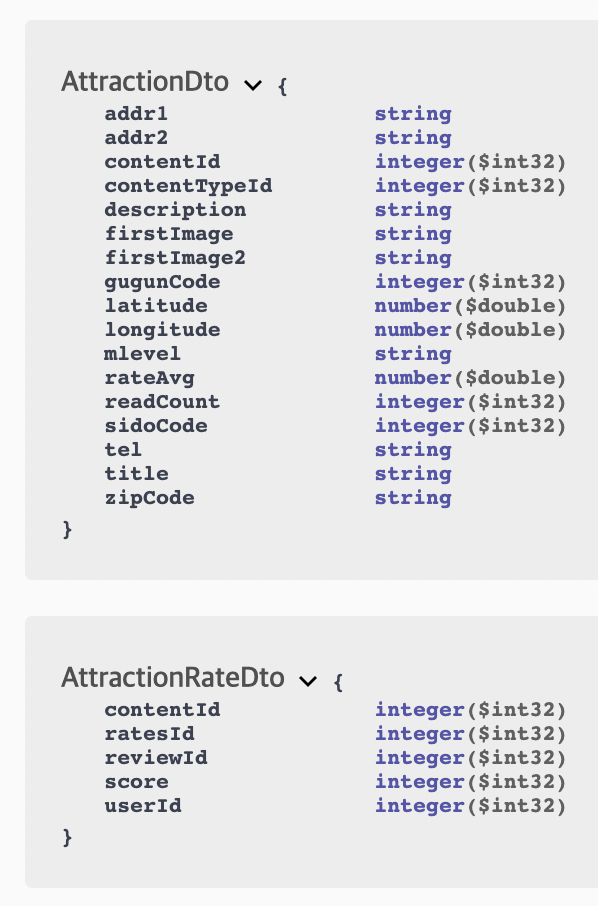 AttractionDto {
addr1 string
addr2 string
contentId integer($int32)
contentTypeId integer($int32)
description string
firstImage string
firstImage2 string
gugunCode integer($int32)
latitude number($double)
longitude number($double)
mlevel string
rateAvg number($double)
readCount integer($int32)
sidoCode integer($int32)
tel string
title string
zipCode string
}
AttractionRateDto {
contentId integer($int32)
ratesId integer($int32)
reviewId integer($int32)
score integer($int32)
userId integer($int32)
}